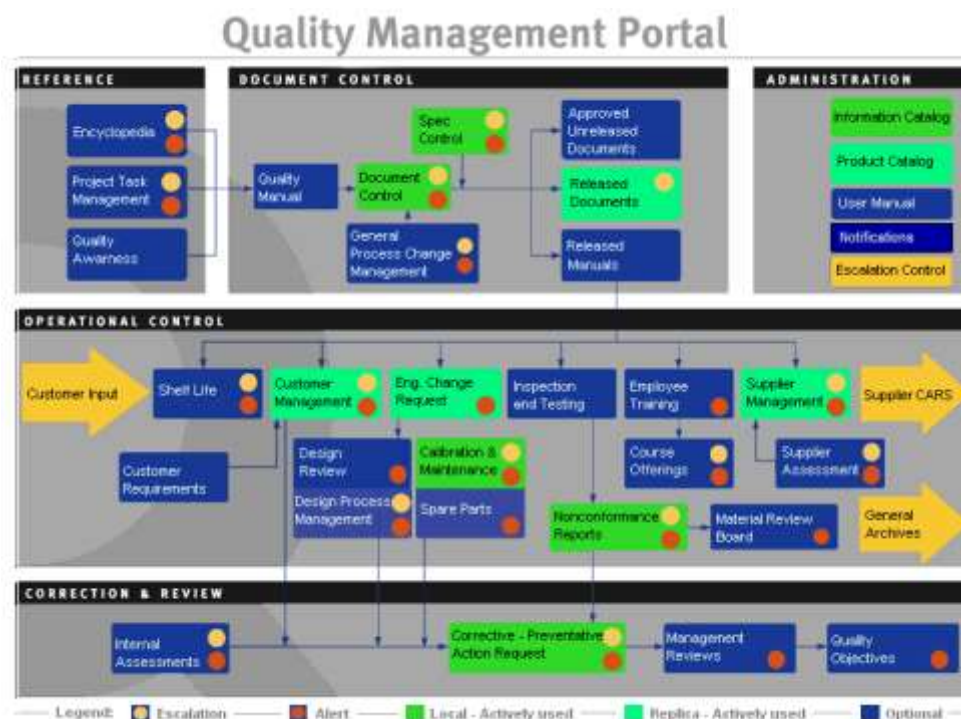 Quality Management Portal
REFERENCE
DOCUMENT CONTROL
ADMINISTRATION
Encyclopedia
Project Task
Management
Quality
Awarness
Quality
Manual
Spec
Control
Document
Control
General
Process Change
Management
Approved
Unreleased
Documents
Released
Documents
Released
Manuals
Information Catalog
Product Catalog
User Manual
Notifications
Escalation Control
OPERATIONAL CONTROL
Customer Input
Shelf Life
Customer
Management
Eng. Change
Request
Inspection
and Testing
Employee
Training
Supplier
Management
Supplier CARS
Customer
Requirements
Design
Review
Calibration &
Maintenance
Course
Offerings
Supplier
Assessment
Design Process
Management
Spare Parts
Nonconformance
Reports
Material Review
Board
General
Archives
CORRECTION & REVIEW
Internal
Assessments
Corrective - Preventative
Action Request
Management
Reviews
Quality
Objectives
Legend: Escalation Alert Local - Actively used Replica - Actively used Optional